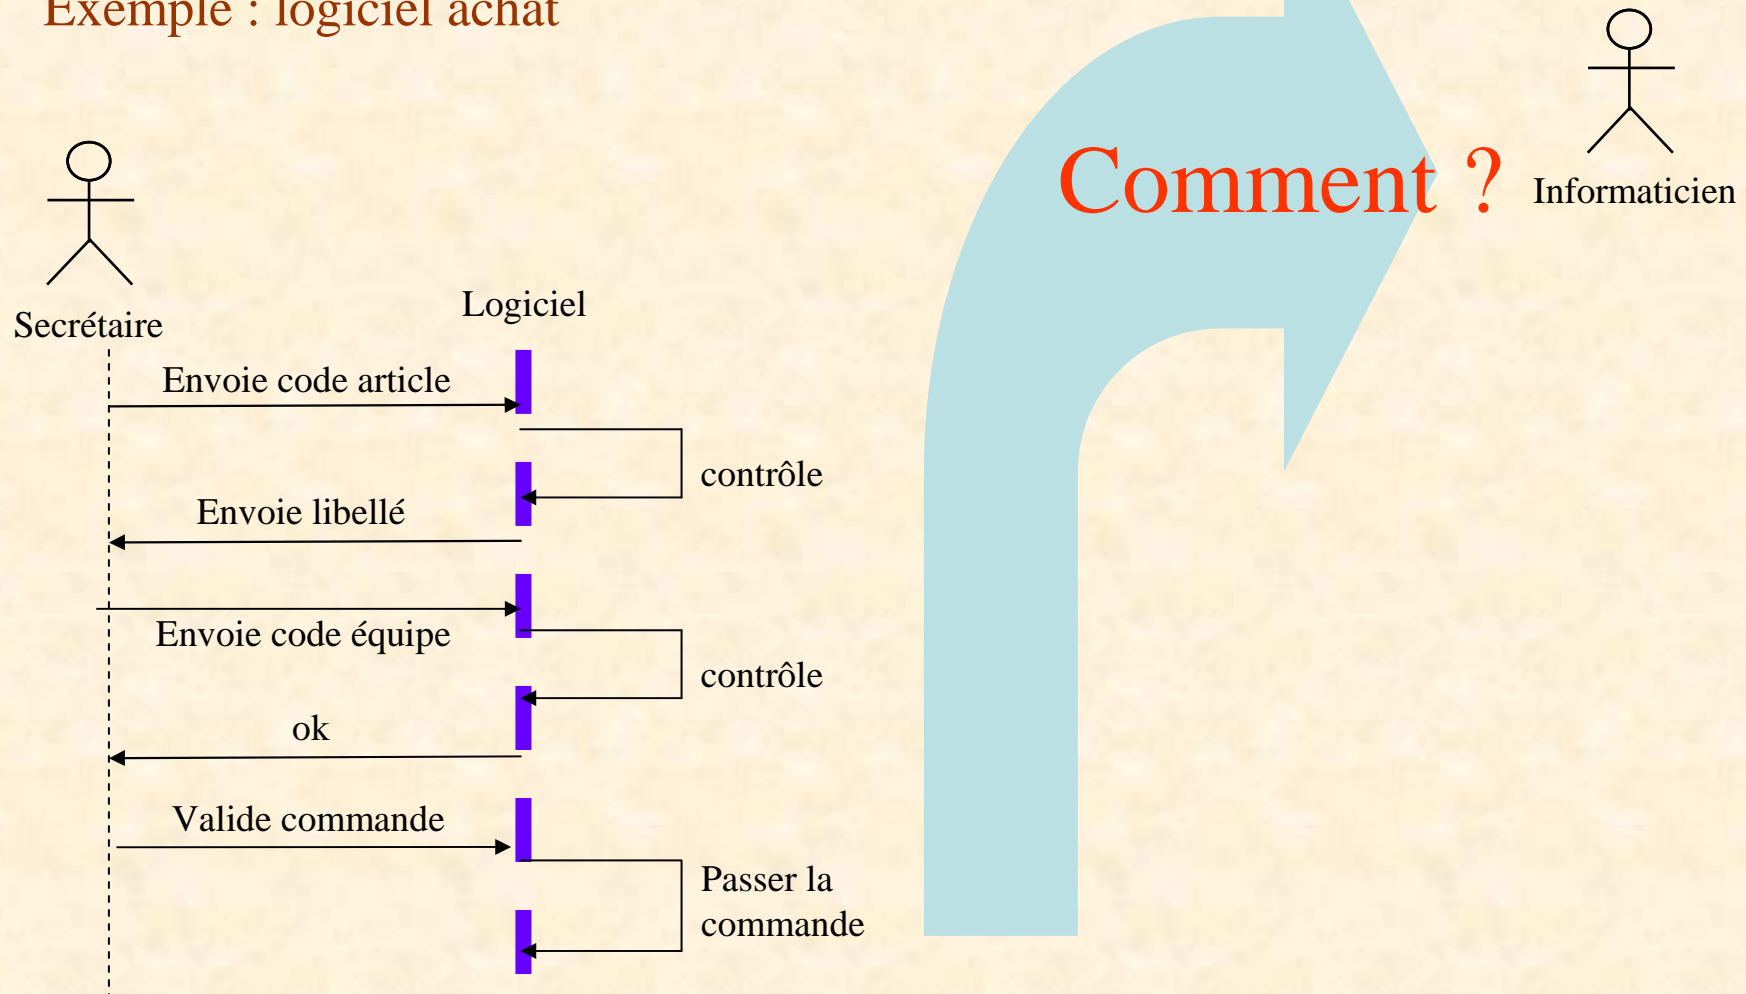 Exemple : logiciel achat
Comment ?
Informaticien
Secrétaire
Logiciel
Envoie code article
contrôle
Envoie libellé
Envoie code équipe
contrôle
ok
Valide commande
Passer la
commande